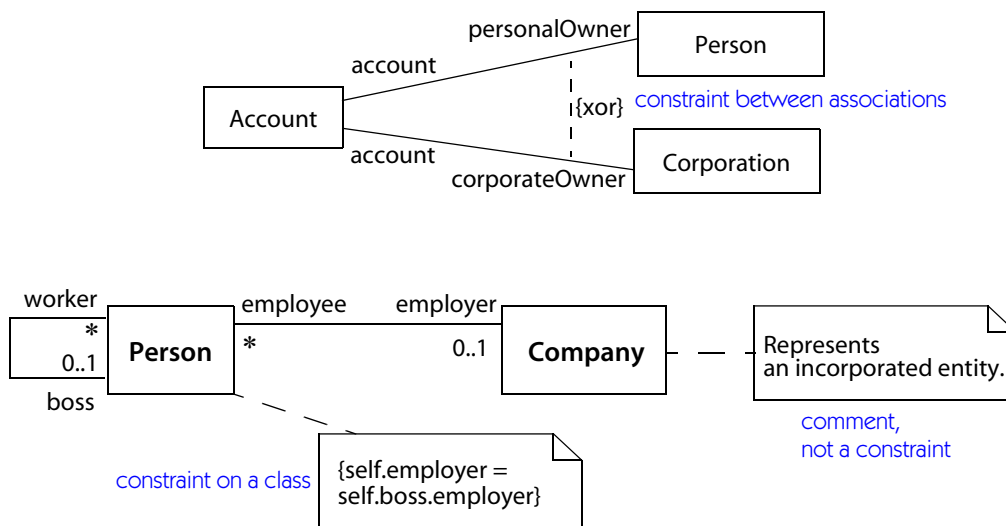 personalOwner
Person
account
{xor}
constraint between associations
Account
account
Corporation
corporateOwner
worker
employee
employer
*
Person
*
0..1
Company
Represents
an incorporated entity.
0..1
boss
comment,
not a constraint
constraint on a class
{self.employer =
self.boss.employer}